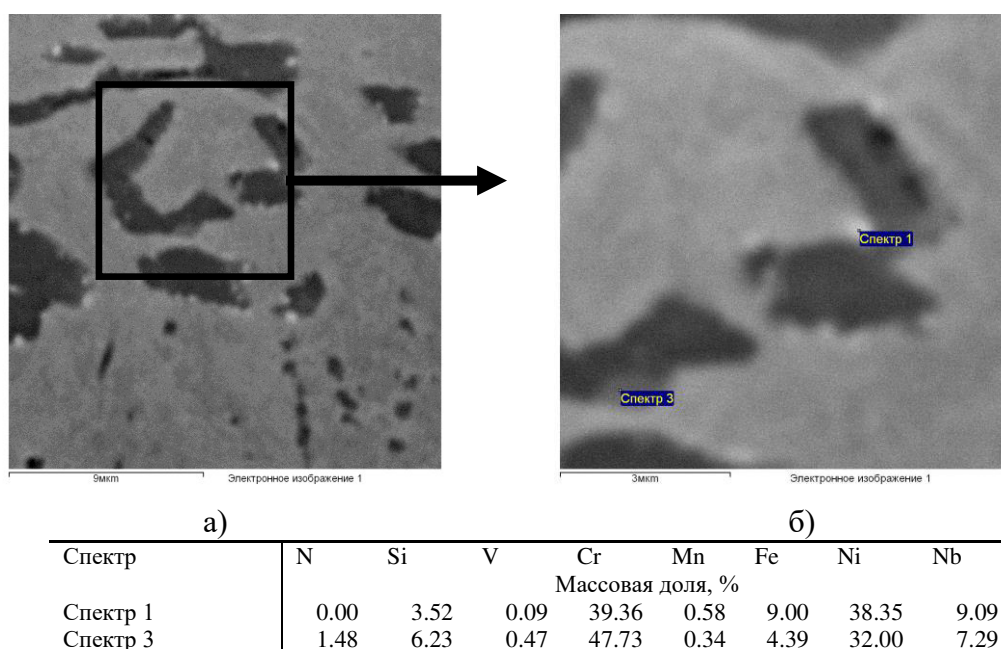 Спектр 1
Спектр 3
9мкм Электронное изображение 1
3мкм Электронное изображение 1
а) б)
Спектр N Si V Cr Mn Fe Ni Nb
Массовая доля, %
Спектр 1 0.00 3.52 0.09 39.36 0.58 9.00 38.35 9.09
Спектр 3 1.48 6.23 0.47 47.73 0.34 4.39 32.00 7.29